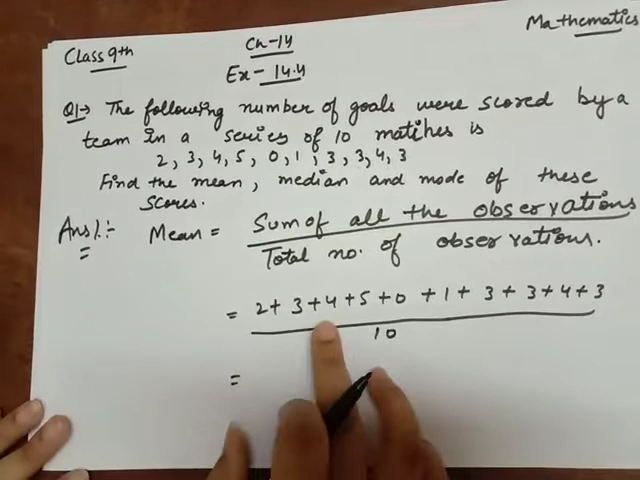 Class 9th
Ch-14
Mathematics
Ex-14.4
Q1→ The following number of goals were scored by a
team in a series of 10 matches is
2, 3, 4, 5, 0, 1, 3, 3, 4, 3
Find the mean, median and mode of these
scores.
Ans/:- Mean = Sum of all the observations
Total no. of observations.
= 2+ 3+4+5+0 +1+ 3+ 3+4+3
10
=